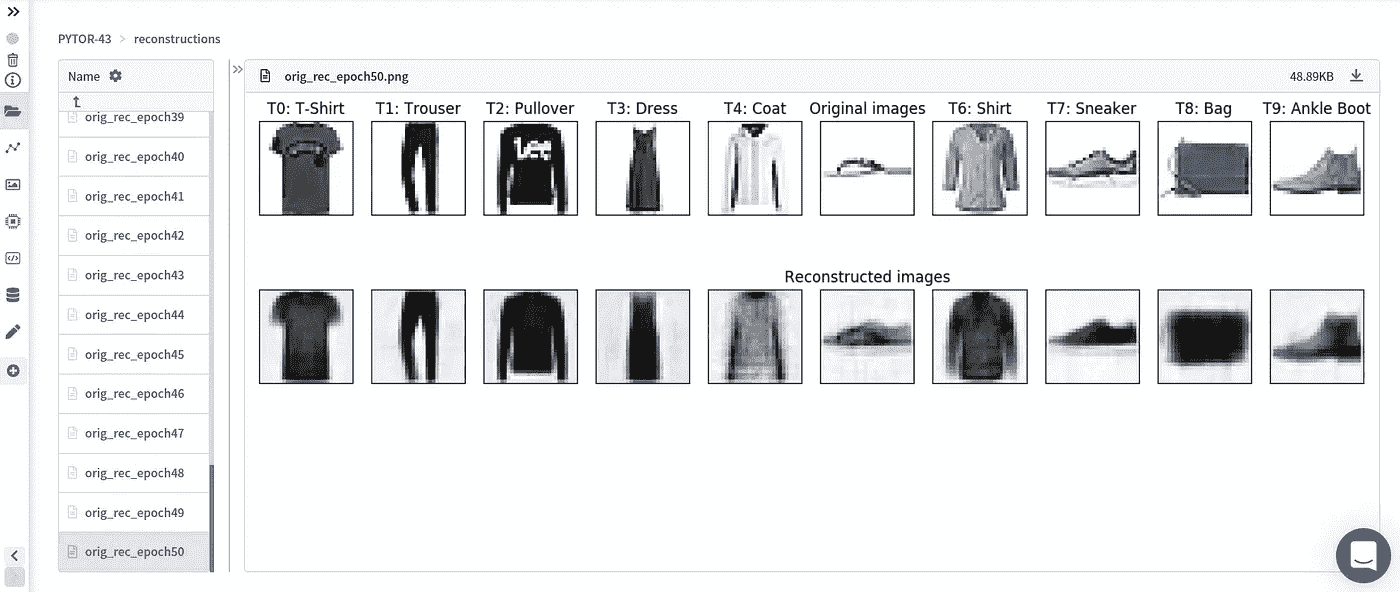 PYTOR-43 > reconstructions
Name
orig_rec_epoch39
orig_rec_epoch40
orig_rec_epoch41
orig_rec_epoch42
orig_rec_epoch43
orig_rec_epoch44
orig_rec_epoch45
orig_rec_epoch46
orig_rec_epoch47
orig_rec_epoch48
orig_rec_epoch49
orig_rec_epoch50
orig_rec_epoch50.png 48.89KB
T0: T-Shirt T1: Trouser T2: Pullover T3: Dress T4: Coat Original images T6: Shirt T7: Sneaker T8: Bag T9: Ankle Boot
Lee
Reconstructed images